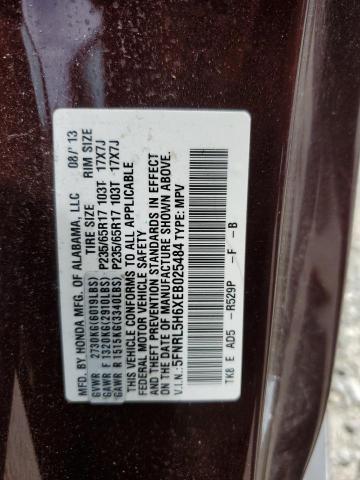 MFD. BY HONDA MFG. OF ALABAMA, LLC 08/'13
TIRE SIZE RIM SIZE
GVWR 2730KG(6019LBS)
GAWR F 1320KG(2910LBS) P235/65R17 103T 17X7J
GAWR R 1515KG(3340LBS) P235/65R17 103T 17X7J
THIS VEHICLE CONFORMS TO ALL APPLICABLE
FEDERAL MOTOR VEHICLE SAFETY
AND THEFT PREVENTION STANDARDS IN EFFECT
ON THE DATE OF MANUFACTURE SHOWN ABOVE.
V.I.N.: 5FNRL5H6XEB025484 TYPE: MPV
TK8 E AD5 - R529P - F - B